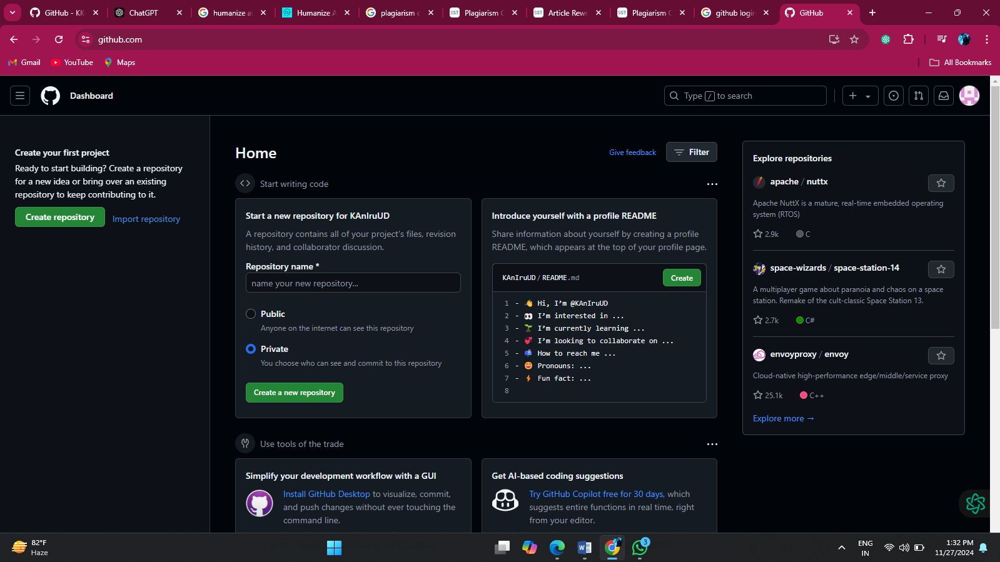 GitHub - KK
ChatGPT
humanize ai
Humanize A
plagiarism c
Plagiarism C
Article Rewr
Plagiarism C
github login
GitHub
github.com
Gmail
YouTube
Maps
All Bookmarks
Dashboard
Type / to search
Create your first project
Ready to start building? Create a repository
for a new idea or bring over an existing
repository to keep contributing to it.
Create repository
Import repository
Home
Give feedback
Filter
Start writing code
Start a new repository for KAnIruUD
A repository contains all of your project's files, revision
history, and collaborator discussion.
Repository name *
name your new repository...
Public
Anyone on the internet can see this repository
Private
You choose who can see and commit to this repository
Create a new repository
Introduce yourself with a profile README
Share information about yourself by creating a profile
README, which appears at the top of your profile page.
KAnIruUD / README.md
Create
1 - 👋 Hi, I’m @KAnIruUD
2 - 👀 I’m interested in ...
3 - 🌱 I’m currently learning ...
4 - 💞️ I’m looking to collaborate on ...
5 - 📫 How to reach me ...
6 - 😄 Pronouns: ...
7 - ⚡ Fun fact: ...
8
Use tools of the trade
Simplify your development workflow with a GUI
Install GitHub Desktop to visualize, commit,
and push changes without ever touching the
command line.
Get AI-based coding suggestions
Try GitHub Copilot free for 30 days, which
suggests entire functions in real time, right
from your editor.
Explore repositories
apache / nuttx
Apache NuttX is a mature, real-time embedded operating
system (RTOS)
2.9k C
space-wizards / space-station-14
A multiplayer game about paranoia and chaos on a space
station. Remake of the cult-classic Space Station 13.
2.7k C#
envoyproxy / envoy
Cloud-native high-performance edge/middle/service proxy
25.1k C++
Explore more →
82°F
Haze
3
ENG
IN
1:32 PM
11/27/2024